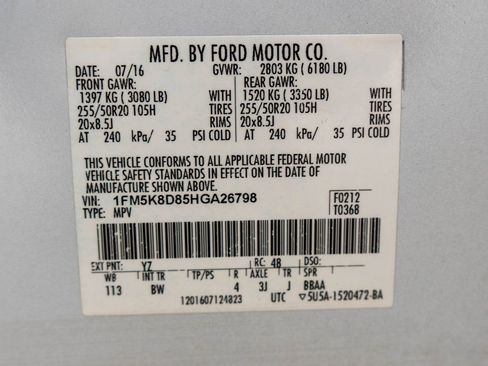 MFD. BY FORD MOTOR CO.
DATE: 07/16 GVWR: 2803 KG ( 6180 LB)
FRONT GAWR: REAR GAWR:
1397 KG ( 3080 LB) WITH 1520 KG ( 3350 LB) WITH
255/50R20 105H TIRES 255/50R20 105H TIRES
20x8.5J RIMS 20x8.5J RIMS
AT 240 kPa/ 35 PSI COLD AT 240 kPa/ 35 PSI COLD
THIS VEHICLE CONFORMS TO ALL APPLICABLE FEDERAL MOTOR
VEHICLE SAFETY STANDARDS IN EFFECT ON THE DATE OF
MANUFACTURE SHOWN ABOVE.
VIN: 1FM5K8D85HGA26798 F0212
TYPE: MPV T0368
EXT PNT: YZ RC: 48 DSO:
WB INT TR TP/PS R AXLE TR SPR
113 BW 4 3J J BBAA
1201607124823 UTC ▽5U5A-1520472-BA